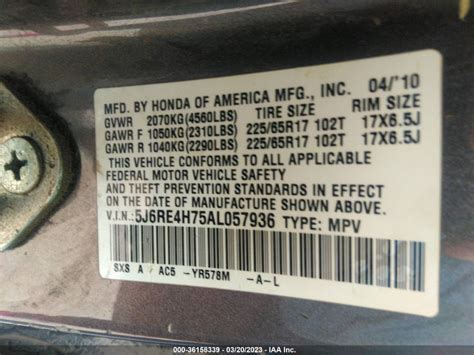 MFD. BY HONDA OF AMERICA MFG., INC. 04/'10
GVWR 2070KG(4560LBS) TIRE SIZE RIM SIZE
GAWR F 1050KG(2310LBS) 225/65R17 102T 17X6.5J
GAWR R 1040KG(2290LBS) 225/65R17 102T 17X6.5J
THIS VEHICLE CONFORMS TO ALL APPLICABLE
FEDERAL MOTOR VEHICLE SAFETY
AND THEFT PREVENTION STANDARDS IN EFFECT
ON THE DATE OF MANUFACTURE SHOWN ABOVE.
V.I.N.: 5J6RE4H75AL057936 TYPE: MPV
SXS A AC5 -YR578M -A-L
000-36158339 - 03/20/2023 - IAA Inc.